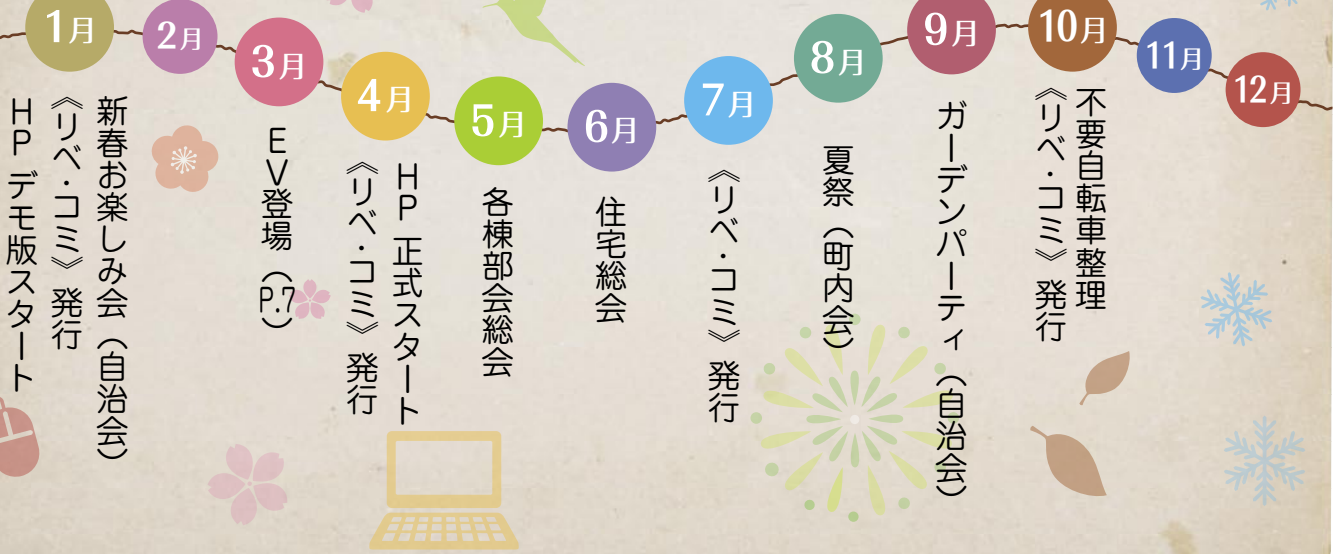 1月
新春お楽しみ会（自治会）
《リベ・コミ》発行
HP デモ版スタート
2月
3月
EV登場（P.7）
4月
HP 正式スタート
《リベ・コミ》発行
5月
各棟部会総会
6月
住宅総会
7月
《リベ・コミ》発行
8月
夏祭（町内会）
9月
ガーデンパーティ（自治会）
10月
不要自転車整理
《リベ・コミ》発行
11月
12月